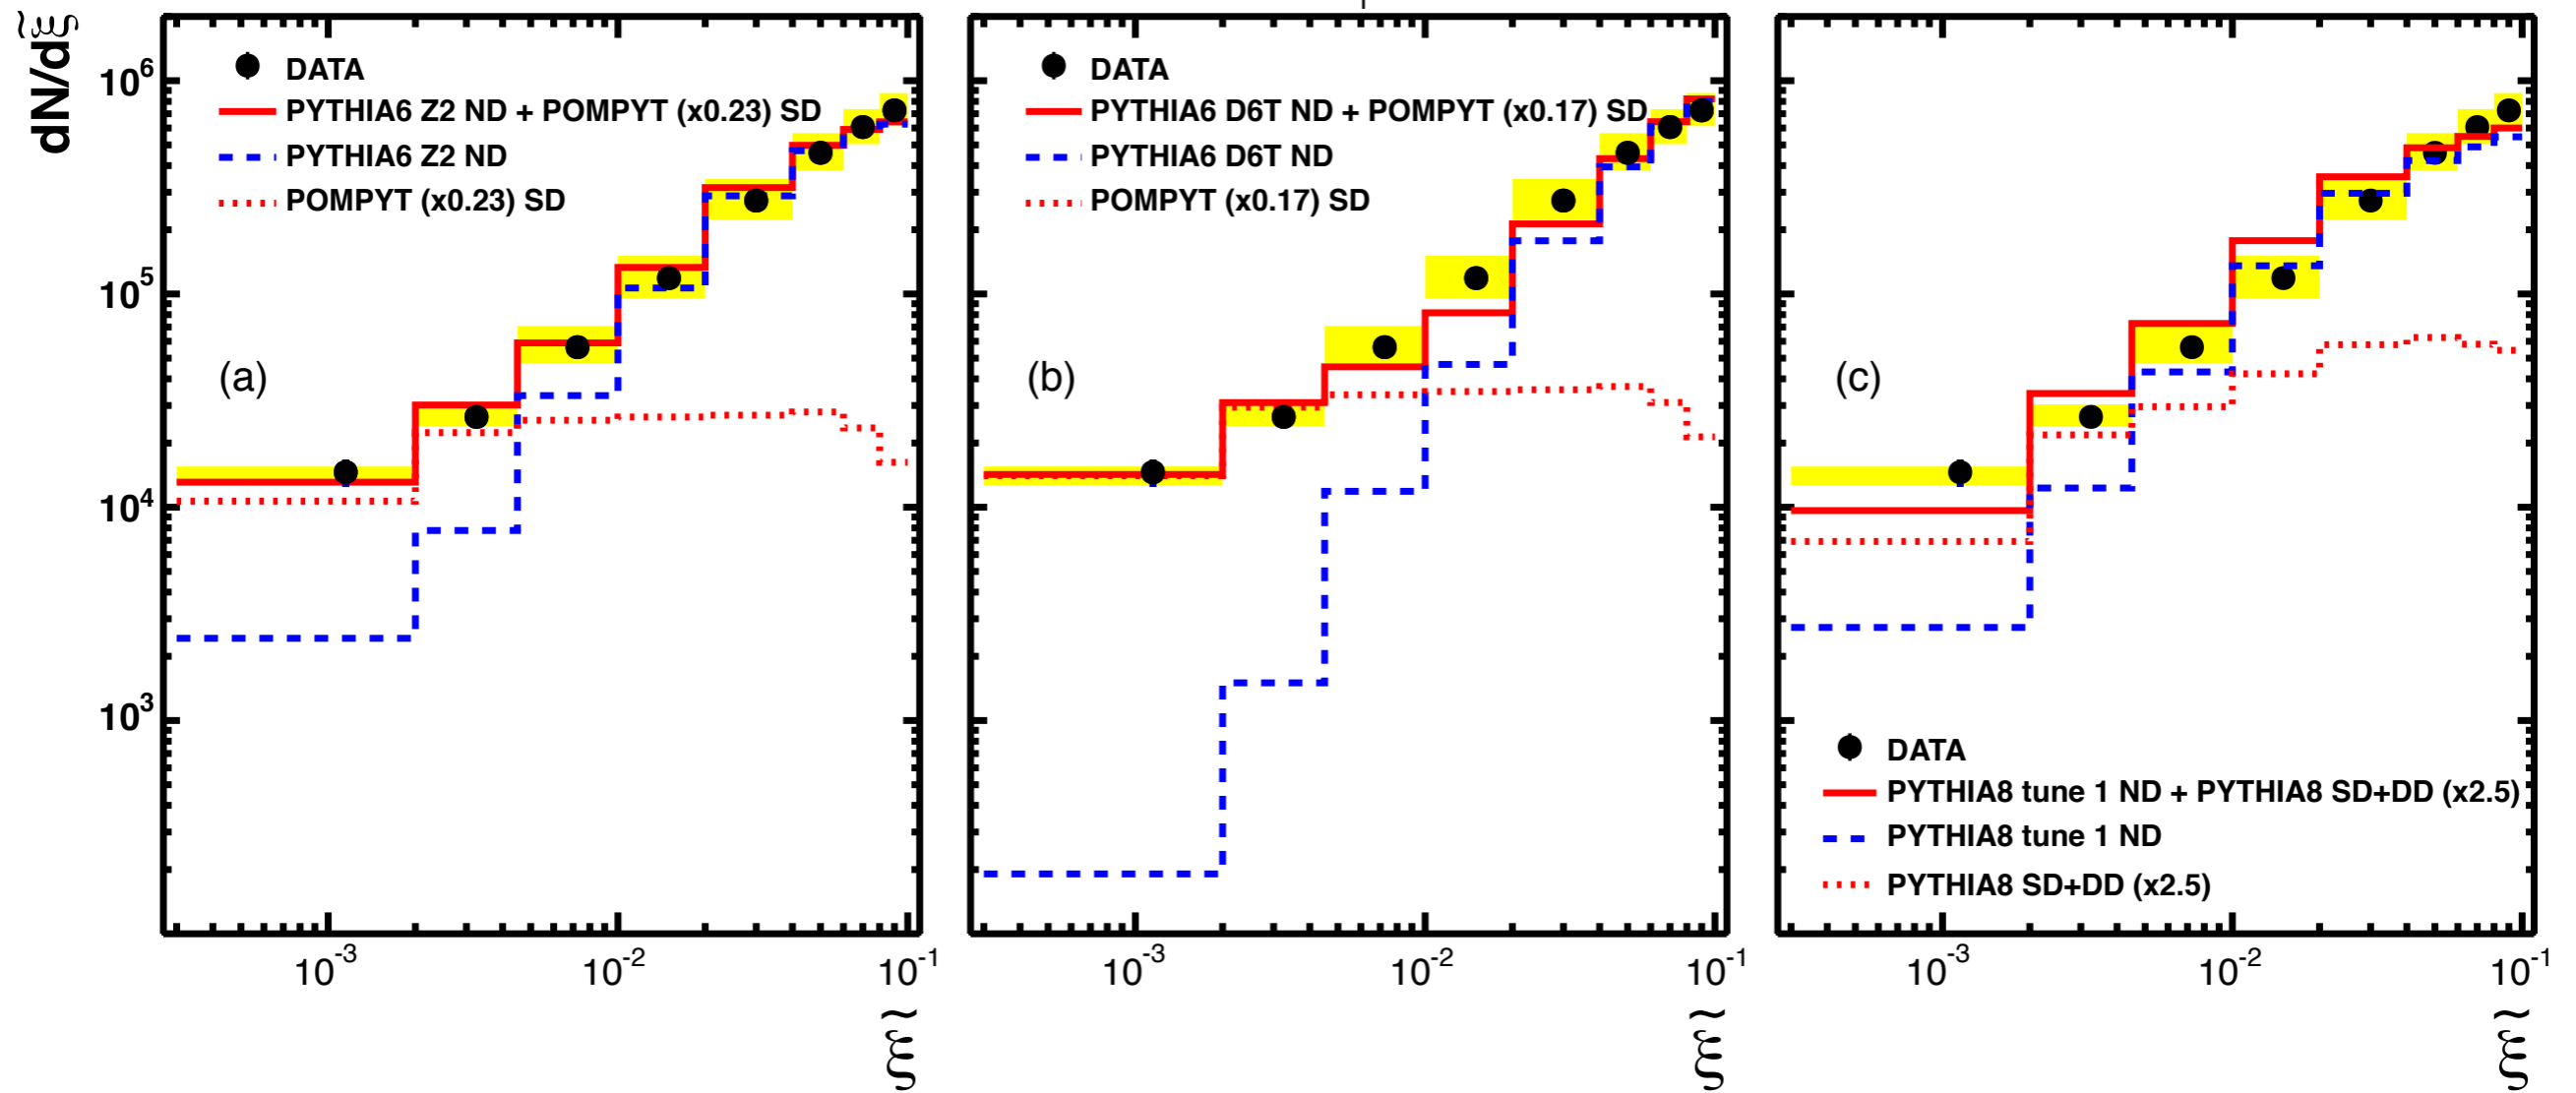 dN/dξ̃
10⁶
10⁵
10⁴
10³
DATA
PYTHIA6 Z2 ND + POMPYT (x0.23) SD
PYTHIA6 Z2 ND
POMPYT (x0.23) SD
(a)
10⁻³ 10⁻² 10⁻¹
ξ̃
DATA
PYTHIA6 D6T ND + POMPYT (x0.17) SD
PYTHIA6 D6T ND
POMPYT (x0.17) SD
(b)
10⁻³ 10⁻² 10⁻¹
ξ̃
(c)
DATA
PYTHIA8 tune 1 ND + PYTHIA8 SD+DD (x2.5)
PYTHIA8 tune 1 ND
PYTHIA8 SD+DD (x2.5)
10⁻³ 10⁻² 10⁻¹
ξ̃